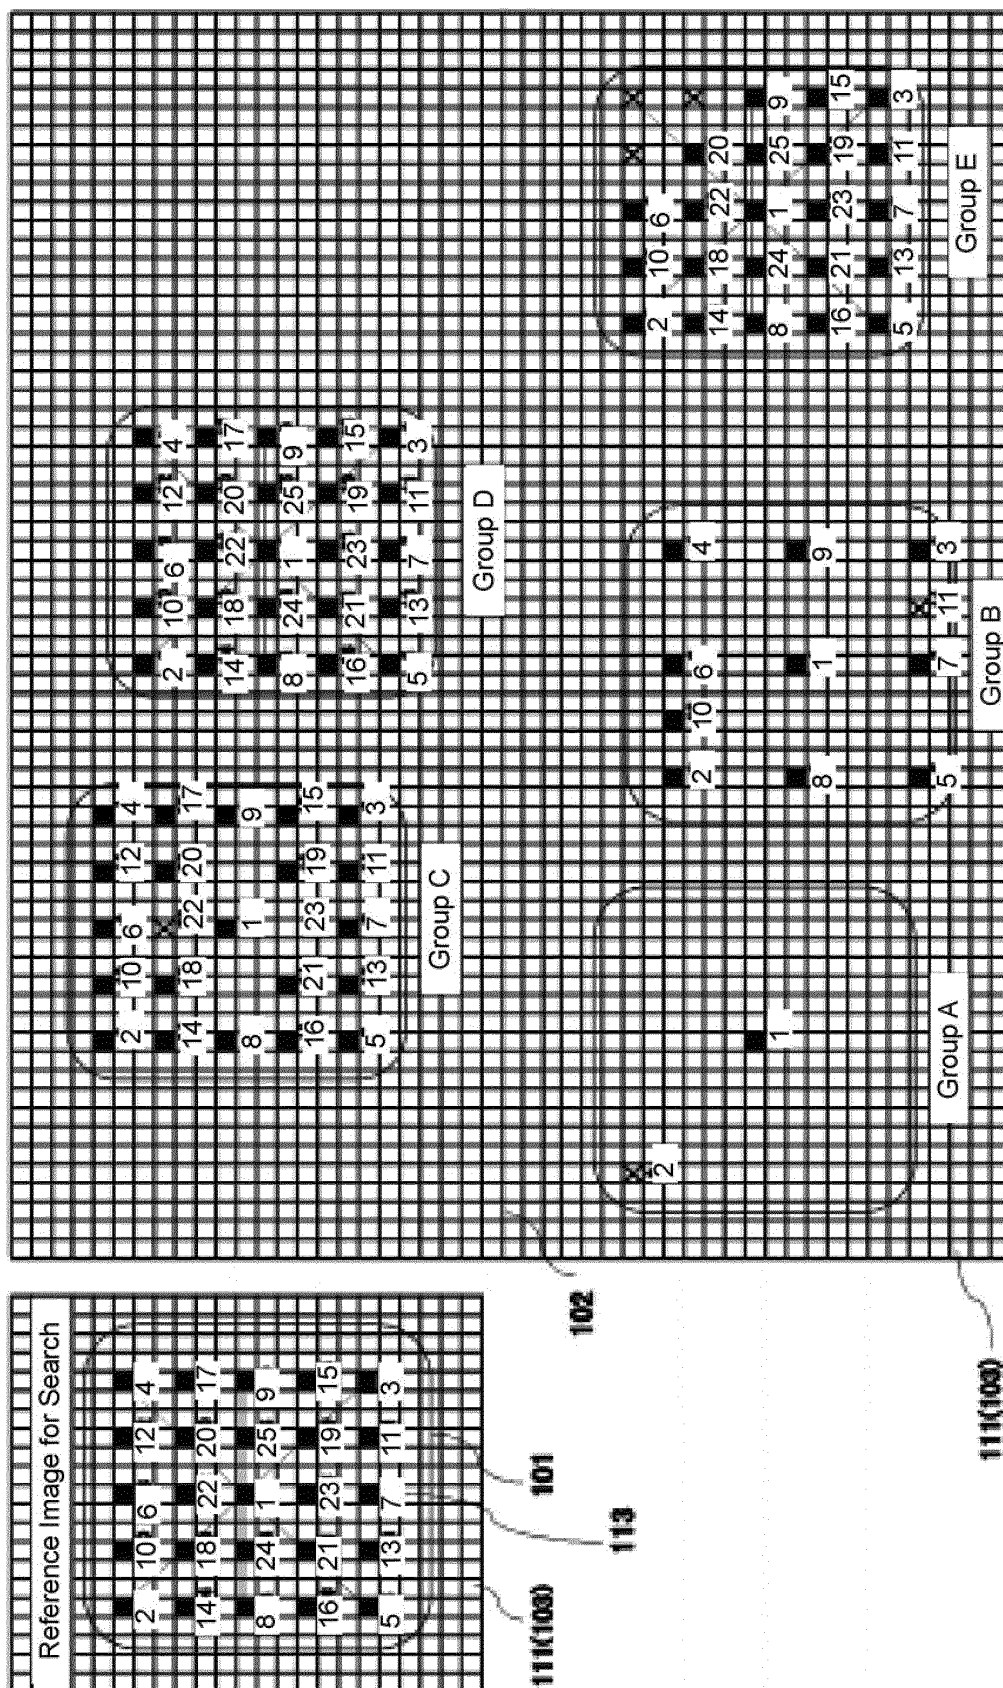 Reference Image for Search
2 10 6 12 4
14 18 22 20 17
8 24 1 25 9
16 21 23 19 15
5 13 7 11 3
111(103)
113
101
2 10 6 12 4
14 18 22 20 17
8 1 9
16 21 23 19 15
5 13 7 11 3
Group C
2 10 6 12 4
14 18 22 20 17
8 24 1 25 9
16 21 23 19 15
5 13 7 11 3
Group D
102
2
1
Group A
2 10 6 4
8 1 9
5 7 11 3
Group B
2 10 6
14 18 22 20
8 24 1 25 9
16 21 23 19 15
5 13 7 11 3
Group E
111(103)